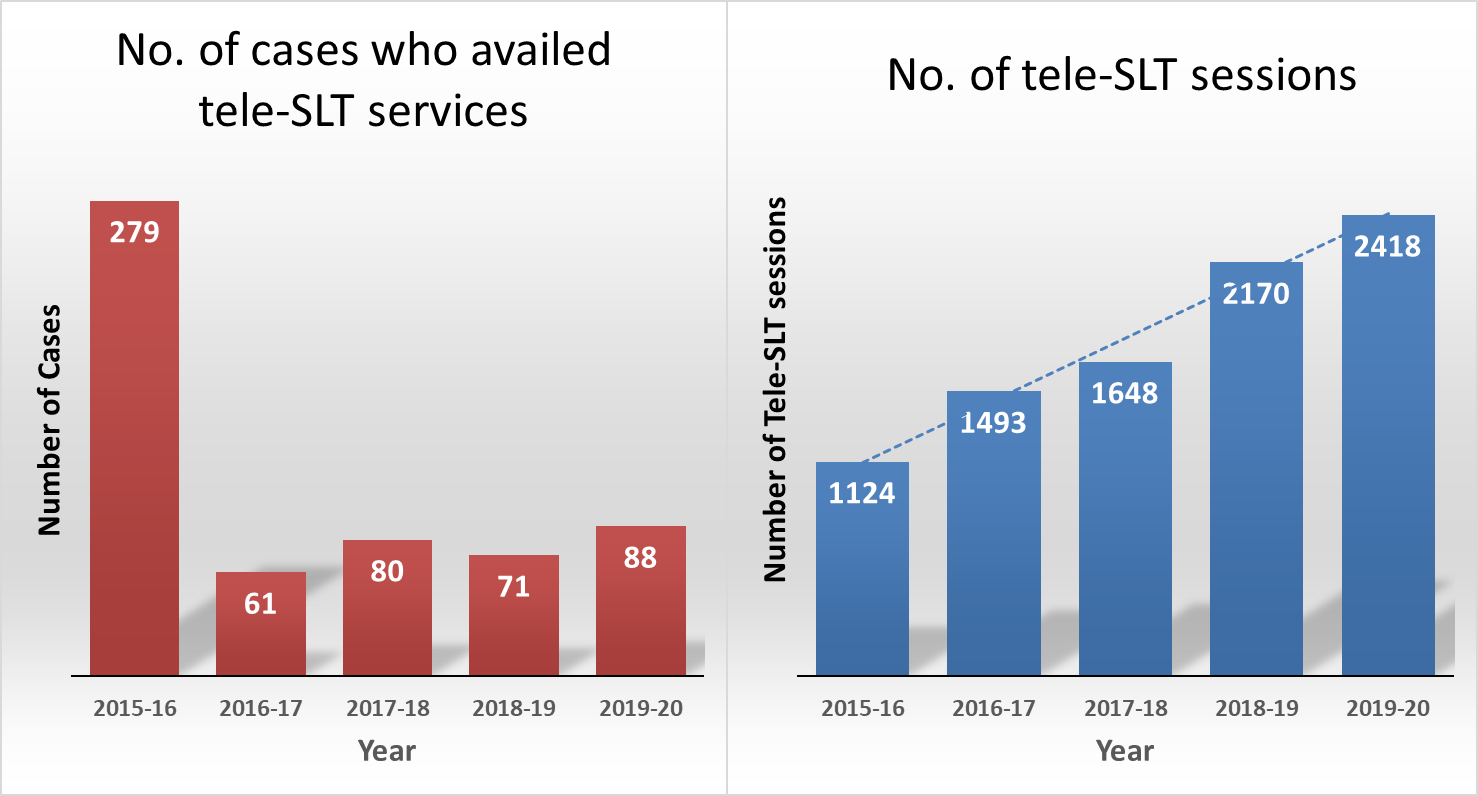 No. of cases who availed
tele-SLT services
Number of Cases
279
61
80
71
88
2015-16
2016-17
2017-18
2018-19
2019-20
Year
No. of tele-SLT sessions
Number of Tele-SLT sessions
1124
1493
1648
2170
2418
2015-16
2016-17
2017-18
2018-19
2019-20
Year